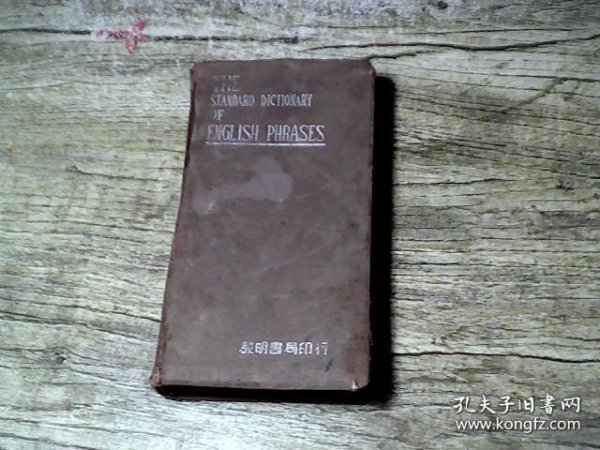 THE
STANDARD DICTIONARY
OF
ENGLISH PHRASES
啟明書局印行
孔夫子旧書网
www.kongfz.com